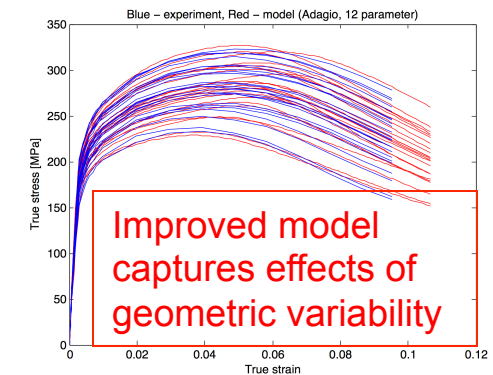 Blue – experiment, Red – model (Adagio, 12 parameter)
350
300
250
200
150
100
50
0
True stress [MPa]
Improved model
captures effects of
geometric variability
0 0.02 0.04 0.06 0.08 0.1 0.12
True strain